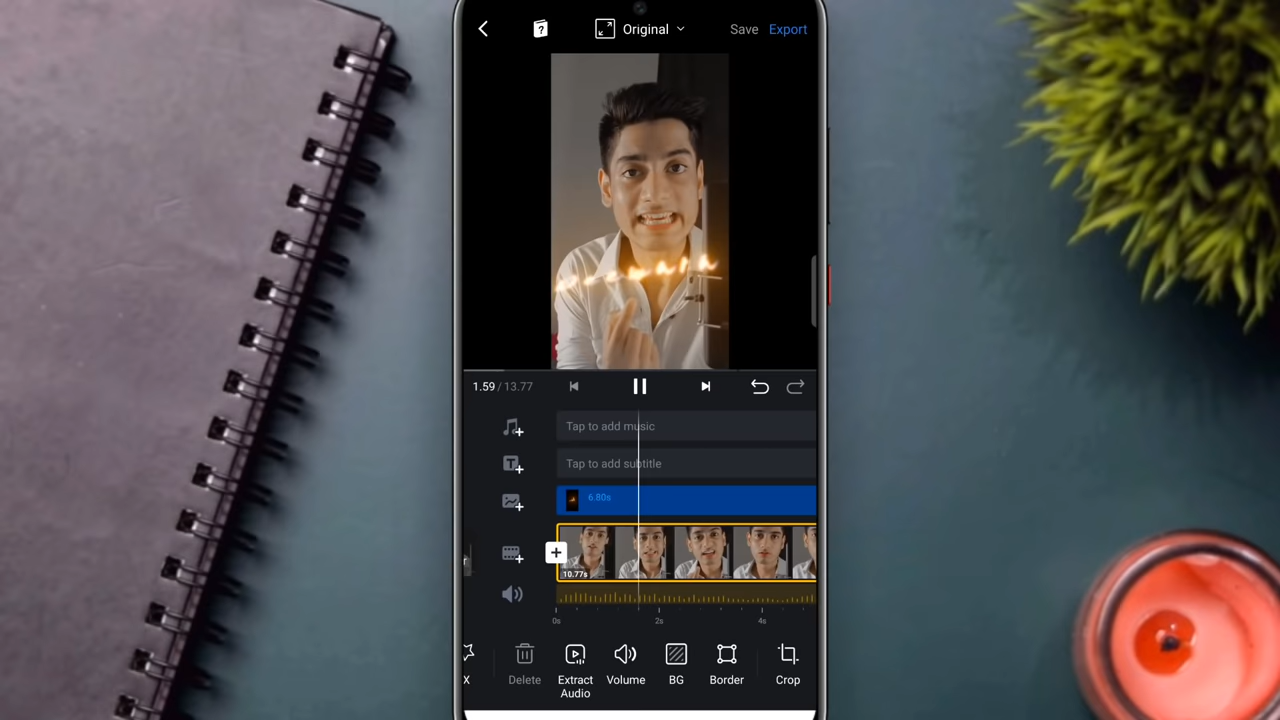 Original
Save Export
1.59 / 13.77
Tap to add music
T
Tap to add subtitle
6.80s
10.77s
0s 2s 4s
X
Delete
Extract Audio
Volume
BG
Border
Crop